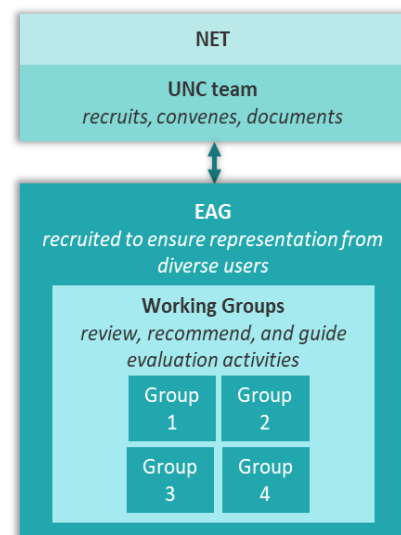 NET
UNC team
recruits, convenes, documents
EAG
recruited to ensure representation from
diverse users
Working Groups
review, recommend, and guide
evaluation activities
Group
1
Group
2
Group
3
Group
4